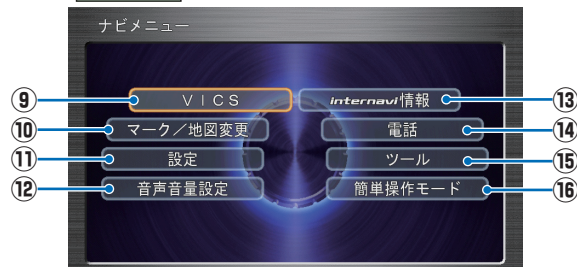 ナビメニュー
⑨ VICS
⑩ マーク／地図変更
⑪ 設定
⑫ 音声音量設定
internavi情報 ⑬
電話 ⑭
ツール ⑮
簡単操作モード ⑯